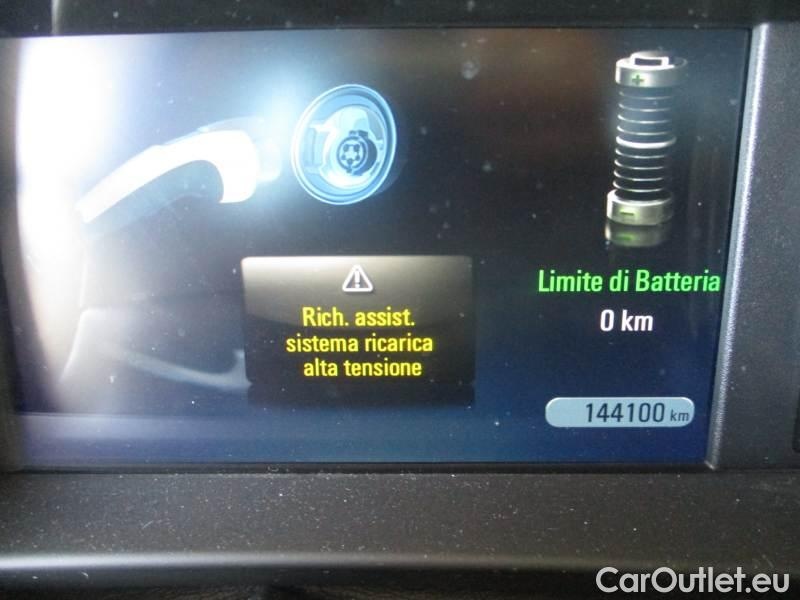 Rich. assist.
sistema ricarica
alta tensione
Limite di Batteria
0 km
144100 km
CarOutlet.eu